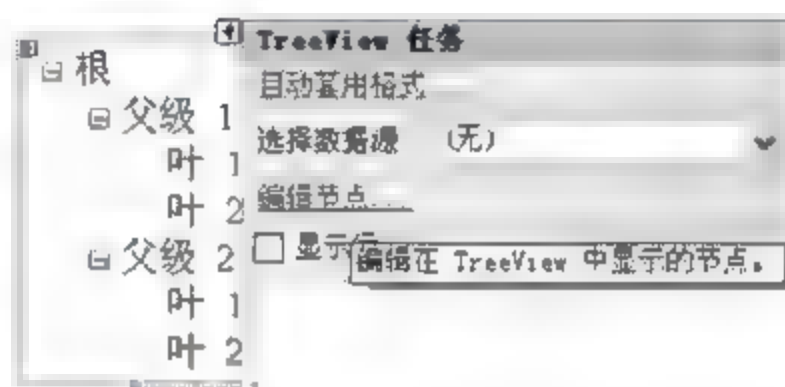 根
父级 1
叶 1
叶 2
父级 2
叶 1
叶 2
TreeView 任务
自动套用格式
选择数据源 (无)
编辑节点...
显示行
编辑在 TreeView 中显示的节点。